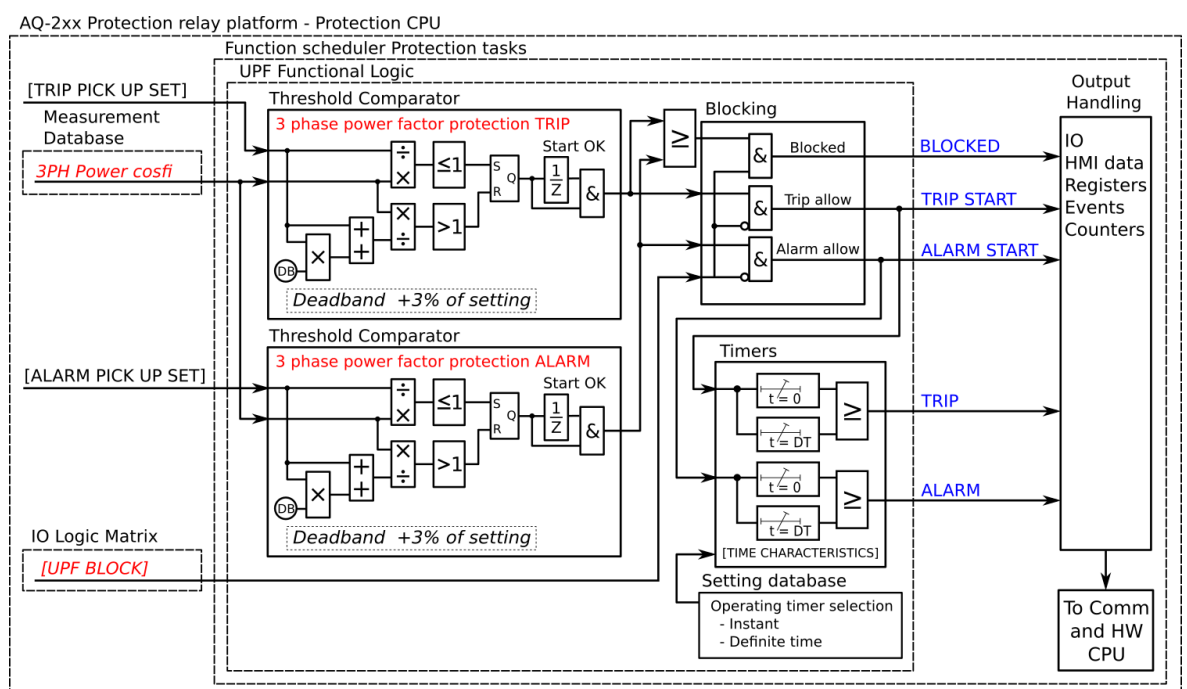 AQ-2xx Protection relay platform - Protection CPU
Function scheduler Protection tasks
UPF Functional Logic
[TRIP PICK UP SET]
Measurement
Database
3PH Power cosfi
Threshold Comparator
3 phase power factor protection TRIP
÷
×
≤1
S
R
Q
Start OK
1
Z
&
×
÷
>1
+
+
×
DB
Deadband +3% of setting
≥
Blocking
&
Blocked
&
Trip allow
&
Alarm allow
BLOCKED
TRIP START
ALARM START
Output
Handling
IO
HMI data
Registers
Events
Counters
[ALARM PICK UP SET]
Threshold Comparator
3 phase power factor protection ALARM
÷
×
≤1
S
R
Q
Start OK
1
Z
&
×
÷
>1
+
+
×
DB
Deadband +3% of setting
Timers
t = 0
t = DT
≥
t = 0
t = DT
≥
[TIME CHARACTERISTICS]
TRIP
ALARM
IO Logic Matrix
[UPF BLOCK]
Setting database
Operating timer selection
- Instant
- Definite time
To Comm
and HW
CPU